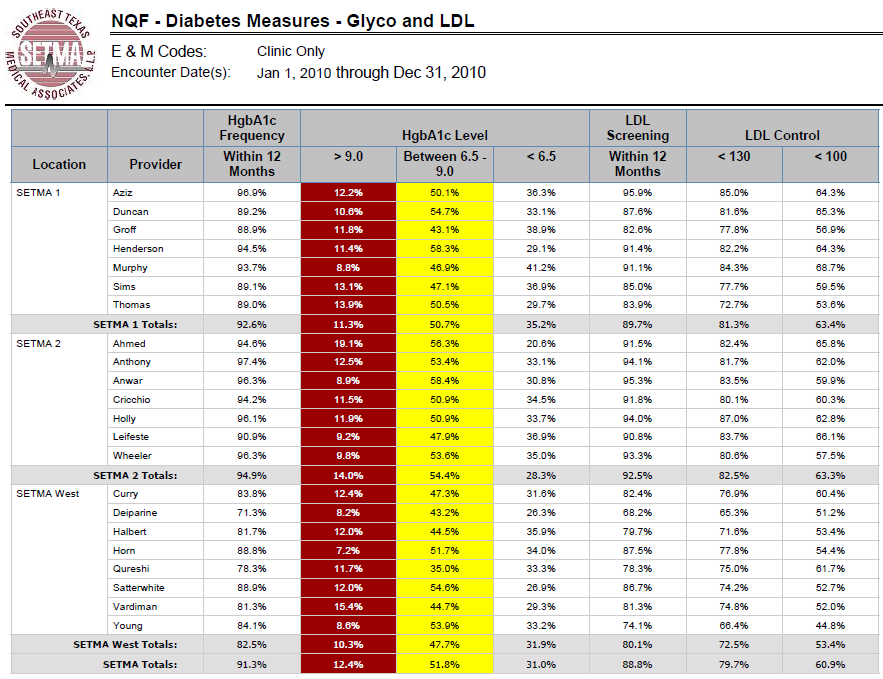 SOUTHEAST TEXAS
SETMA
MEDICAL ASSOCIATES, L.L.P.
NQF - Diabetes Measures - Glyco and LDL
E & M Codes: Clinic Only
Encounter Date(s): Jan 1, 2010 through Dec 31, 2010
HgbA1c Frequency HgbA1c Level LDL Screening LDL Control
Location Provider Within 12 Months > 9.0 Between 6.5 - 9.0 < 6.5 Within 12 Months < 130 < 100
SETMA 1 Aziz 96.9% 12.2% 50.1% 36.3% 95.9% 85.0% 64.3%
Duncan 89.2% 10.6% 54.7% 33.1% 87.6% 81.6% 65.3%
Groff 88.9% 11.8% 43.1% 38.9% 82.6% 77.8% 56.9%
Henderson 94.5% 11.4% 58.3% 29.1% 91.4% 82.2% 64.3%
Murphy 93.7% 8.8% 46.9% 41.2% 91.1% 84.3% 68.7%
Sims 89.1% 13.1% 47.1% 36.9% 85.0% 77.7% 59.5%
Thomas 89.0% 13.9% 50.5% 29.7% 83.9% 72.7% 53.6%
SETMA 1 Totals: 92.6% 11.3% 50.7% 35.2% 89.7% 81.3% 63.4%
SETMA 2 Ahmed 94.6% 19.1% 56.3% 20.6% 91.5% 82.4% 65.8%
Anthony 97.4% 12.5% 53.4% 33.1% 94.1% 81.7% 62.0%
Anwar 96.3% 8.9% 58.4% 30.8% 95.3% 83.5% 59.9%
Cricchio 94.2% 11.5% 50.9% 34.5% 91.8% 80.1% 60.3%
Holly 96.1% 11.9% 50.9% 33.7% 94.0% 87.0% 62.8%
Leifeste 90.9% 9.2% 47.9% 36.9% 90.8% 83.7% 66.1%
Wheeler 96.3% 9.8% 53.6% 35.0% 93.3% 80.6% 57.5%
SETMA 2 Totals: 94.9% 14.0% 54.4% 28.3% 92.5% 82.5% 63.3%
SETMA West Curry 83.8% 12.4% 47.3% 31.6% 82.4% 76.9% 60.4%
Deiparine 71.3% 8.2% 43.2% 26.3% 68.2% 65.3% 51.2%
Halbert 81.7% 12.0% 44.5% 35.9% 79.7% 71.6% 53.4%
Horn 88.8% 7.2% 51.7% 34.0% 87.5% 77.8% 54.4%
Qureshi 78.3% 11.7% 35.0% 33.3% 78.3% 75.0% 61.7%
Satterwhite 88.9% 12.0% 54.6% 26.9% 86.7% 74.2% 52.7%
Vardiman 81.3% 15.4% 44.7% 29.3% 81.3% 74.8% 52.0%
Young 84.1% 8.6% 53.9% 33.2% 74.1% 66.4% 44.8%
SETMA West Totals: 82.5% 10.3% 47.7% 31.9% 80.1% 72.5% 53.4%
SETMA Totals: 91.3% 12.4% 51.8% 31.0% 88.8% 79.7% 60.9%